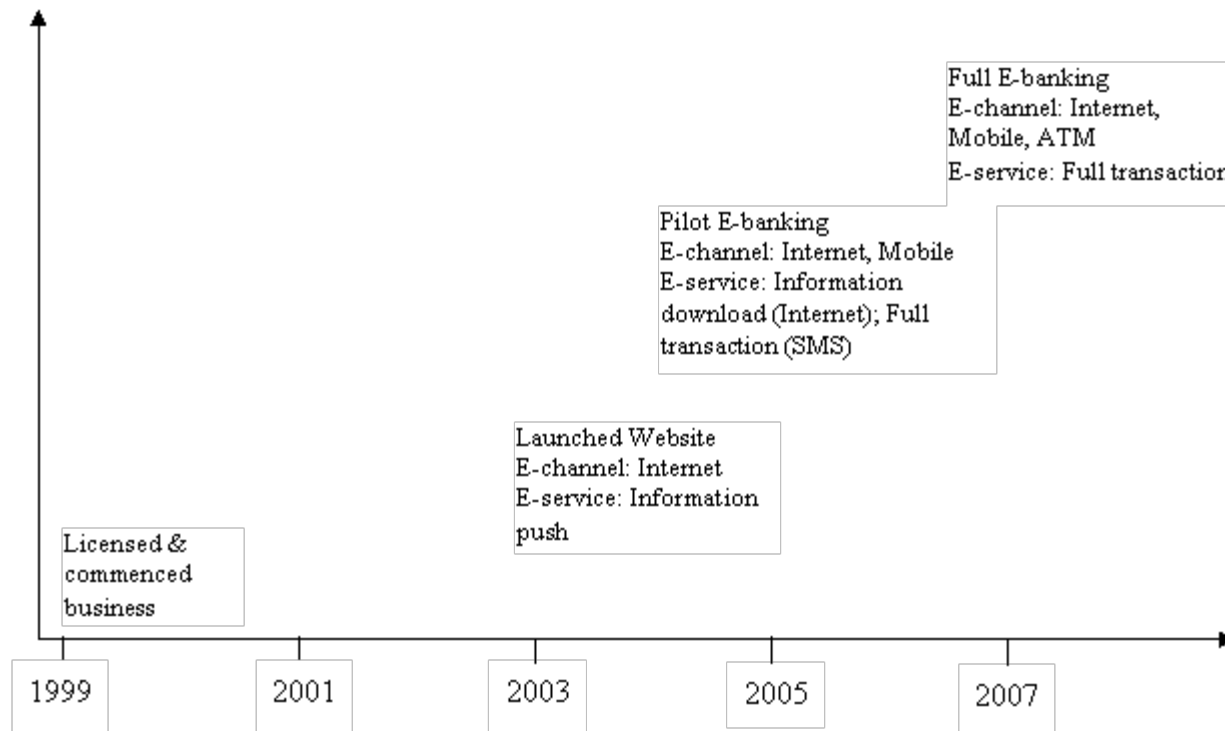 Full E-banking
E-channel: Internet,
Mobile, ATM
E-service: Full transaction
Pilot E-banking
E-channel: Internet, Mobile
E-service: Information
download (Internet); Full
transaction (SMS)
Launched Website
E-channel: Internet
E-service: Information
push
Licensed &
commenced
business
1999
2001
2003
2005
2007